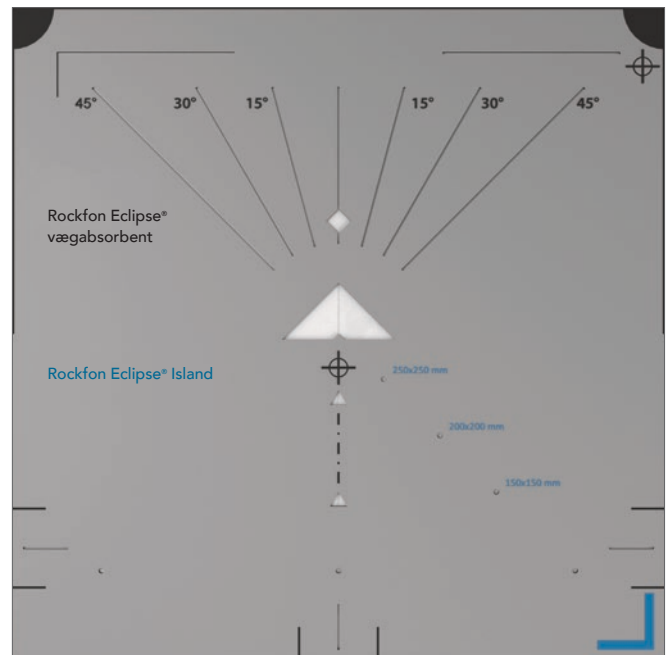 45° 30° 15° 15° 30° 45°
Rockfon Eclipse®
vægabsorbent
Rockfon Eclipse® Island
250x250 mm
200x200 mm
150x150 mm